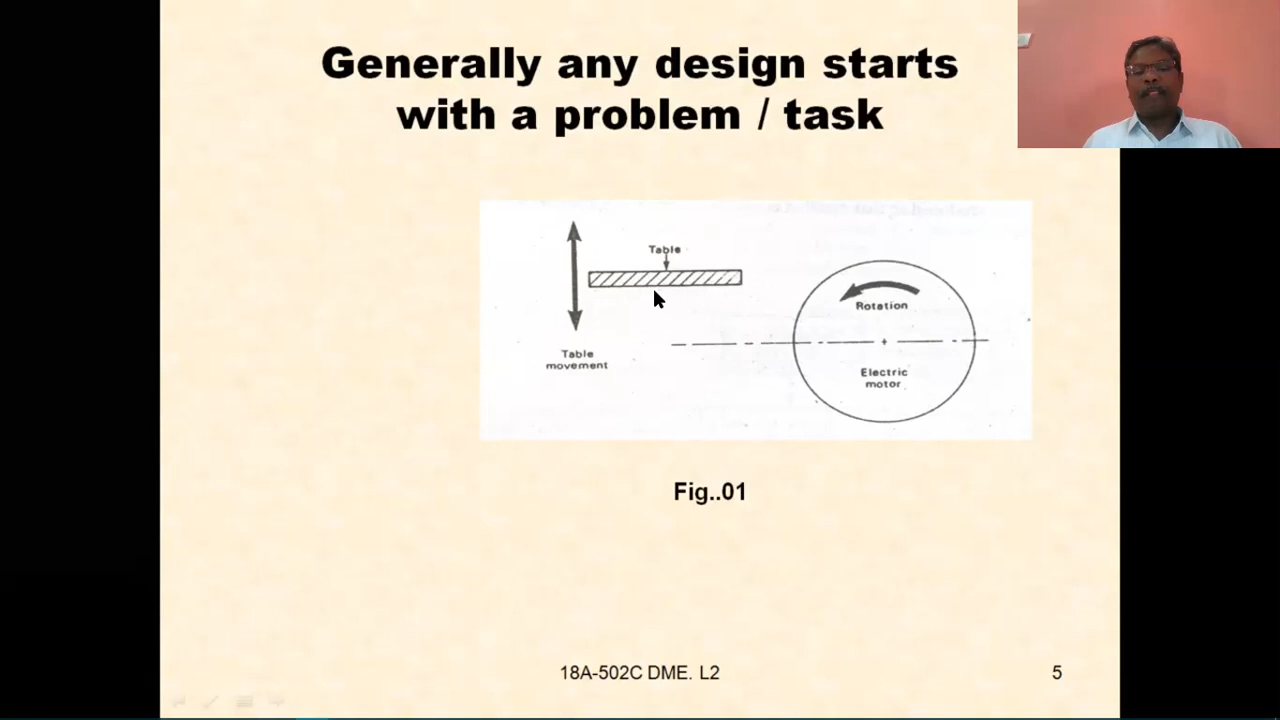 Generally any design starts
with a problem / task
Table
Rotation
Table
movement
Electric
motor
Fig..01
18A-502C DME. L2
5